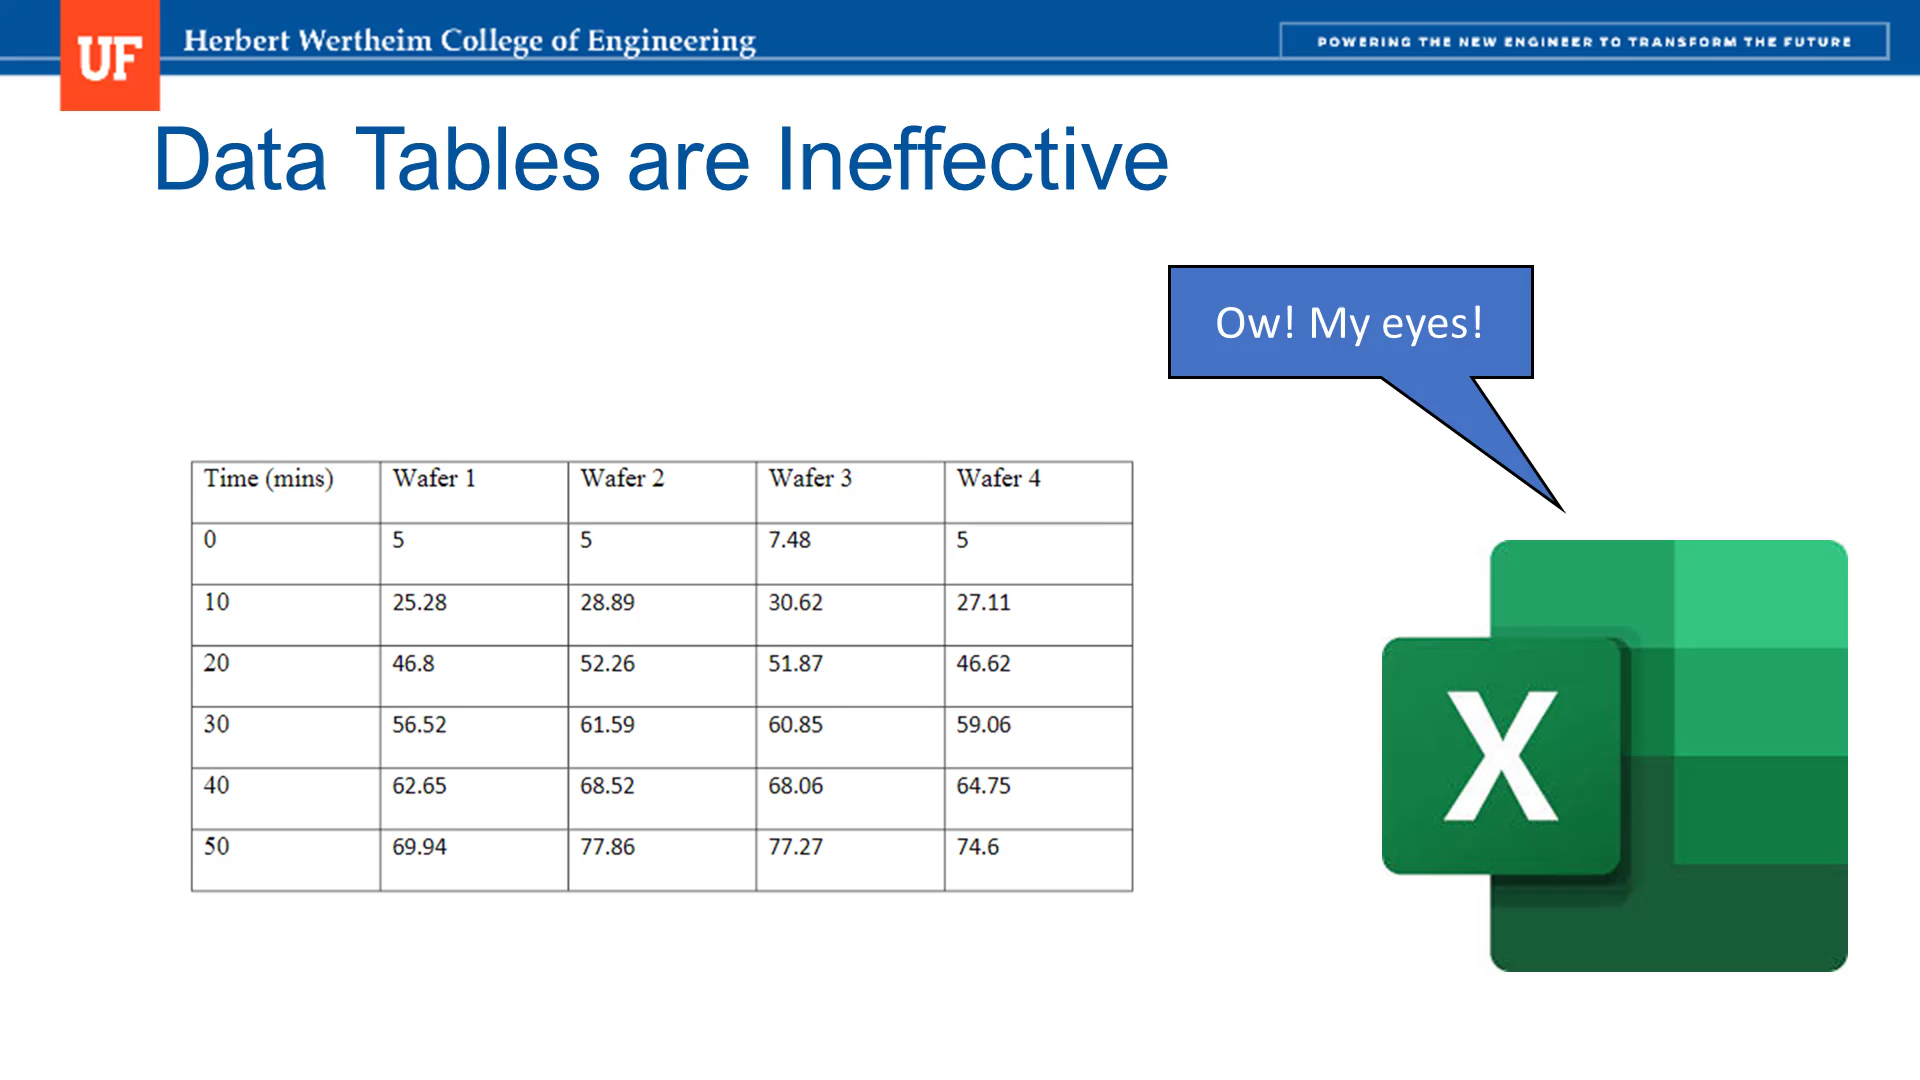 UF
Herbert Wertheim College of Engineering
POWERING THE NEW ENGINEER TO TRANSFORM THE FUTURE
Data Tables are Ineffective
Ow! My eyes!
Time (mins) Wafer 1 Wafer 2 Wafer 3 Wafer 4
0 5 5 7.48 5
10 25.28 28.89 30.62 27.11
20 46.8 52.26 51.87 46.62
30 56.52 61.59 60.85 59.06
40 62.65 68.52 68.06 64.75
50 69.94 77.86 77.27 74.6
X